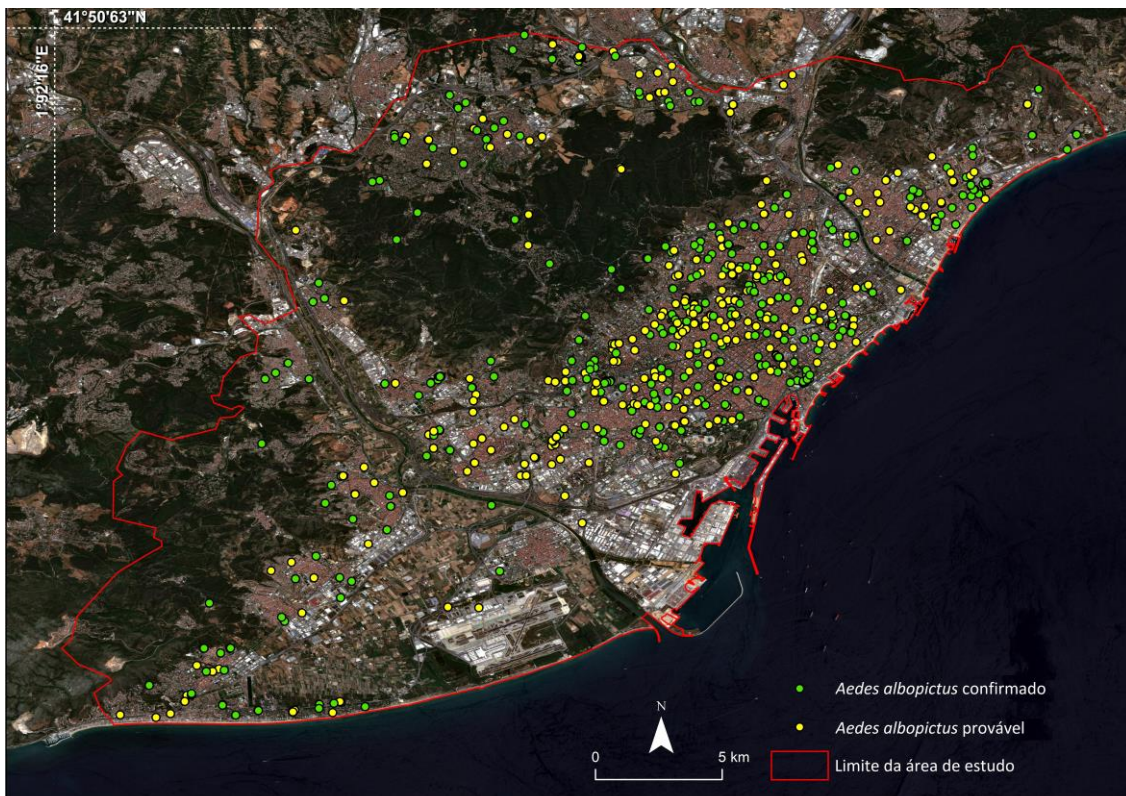 41°50'63"N
1°92'16"E
Aedes albopictus confirmado
N
Aedes albopictus provável
0 5 km
Limite da área de estudo